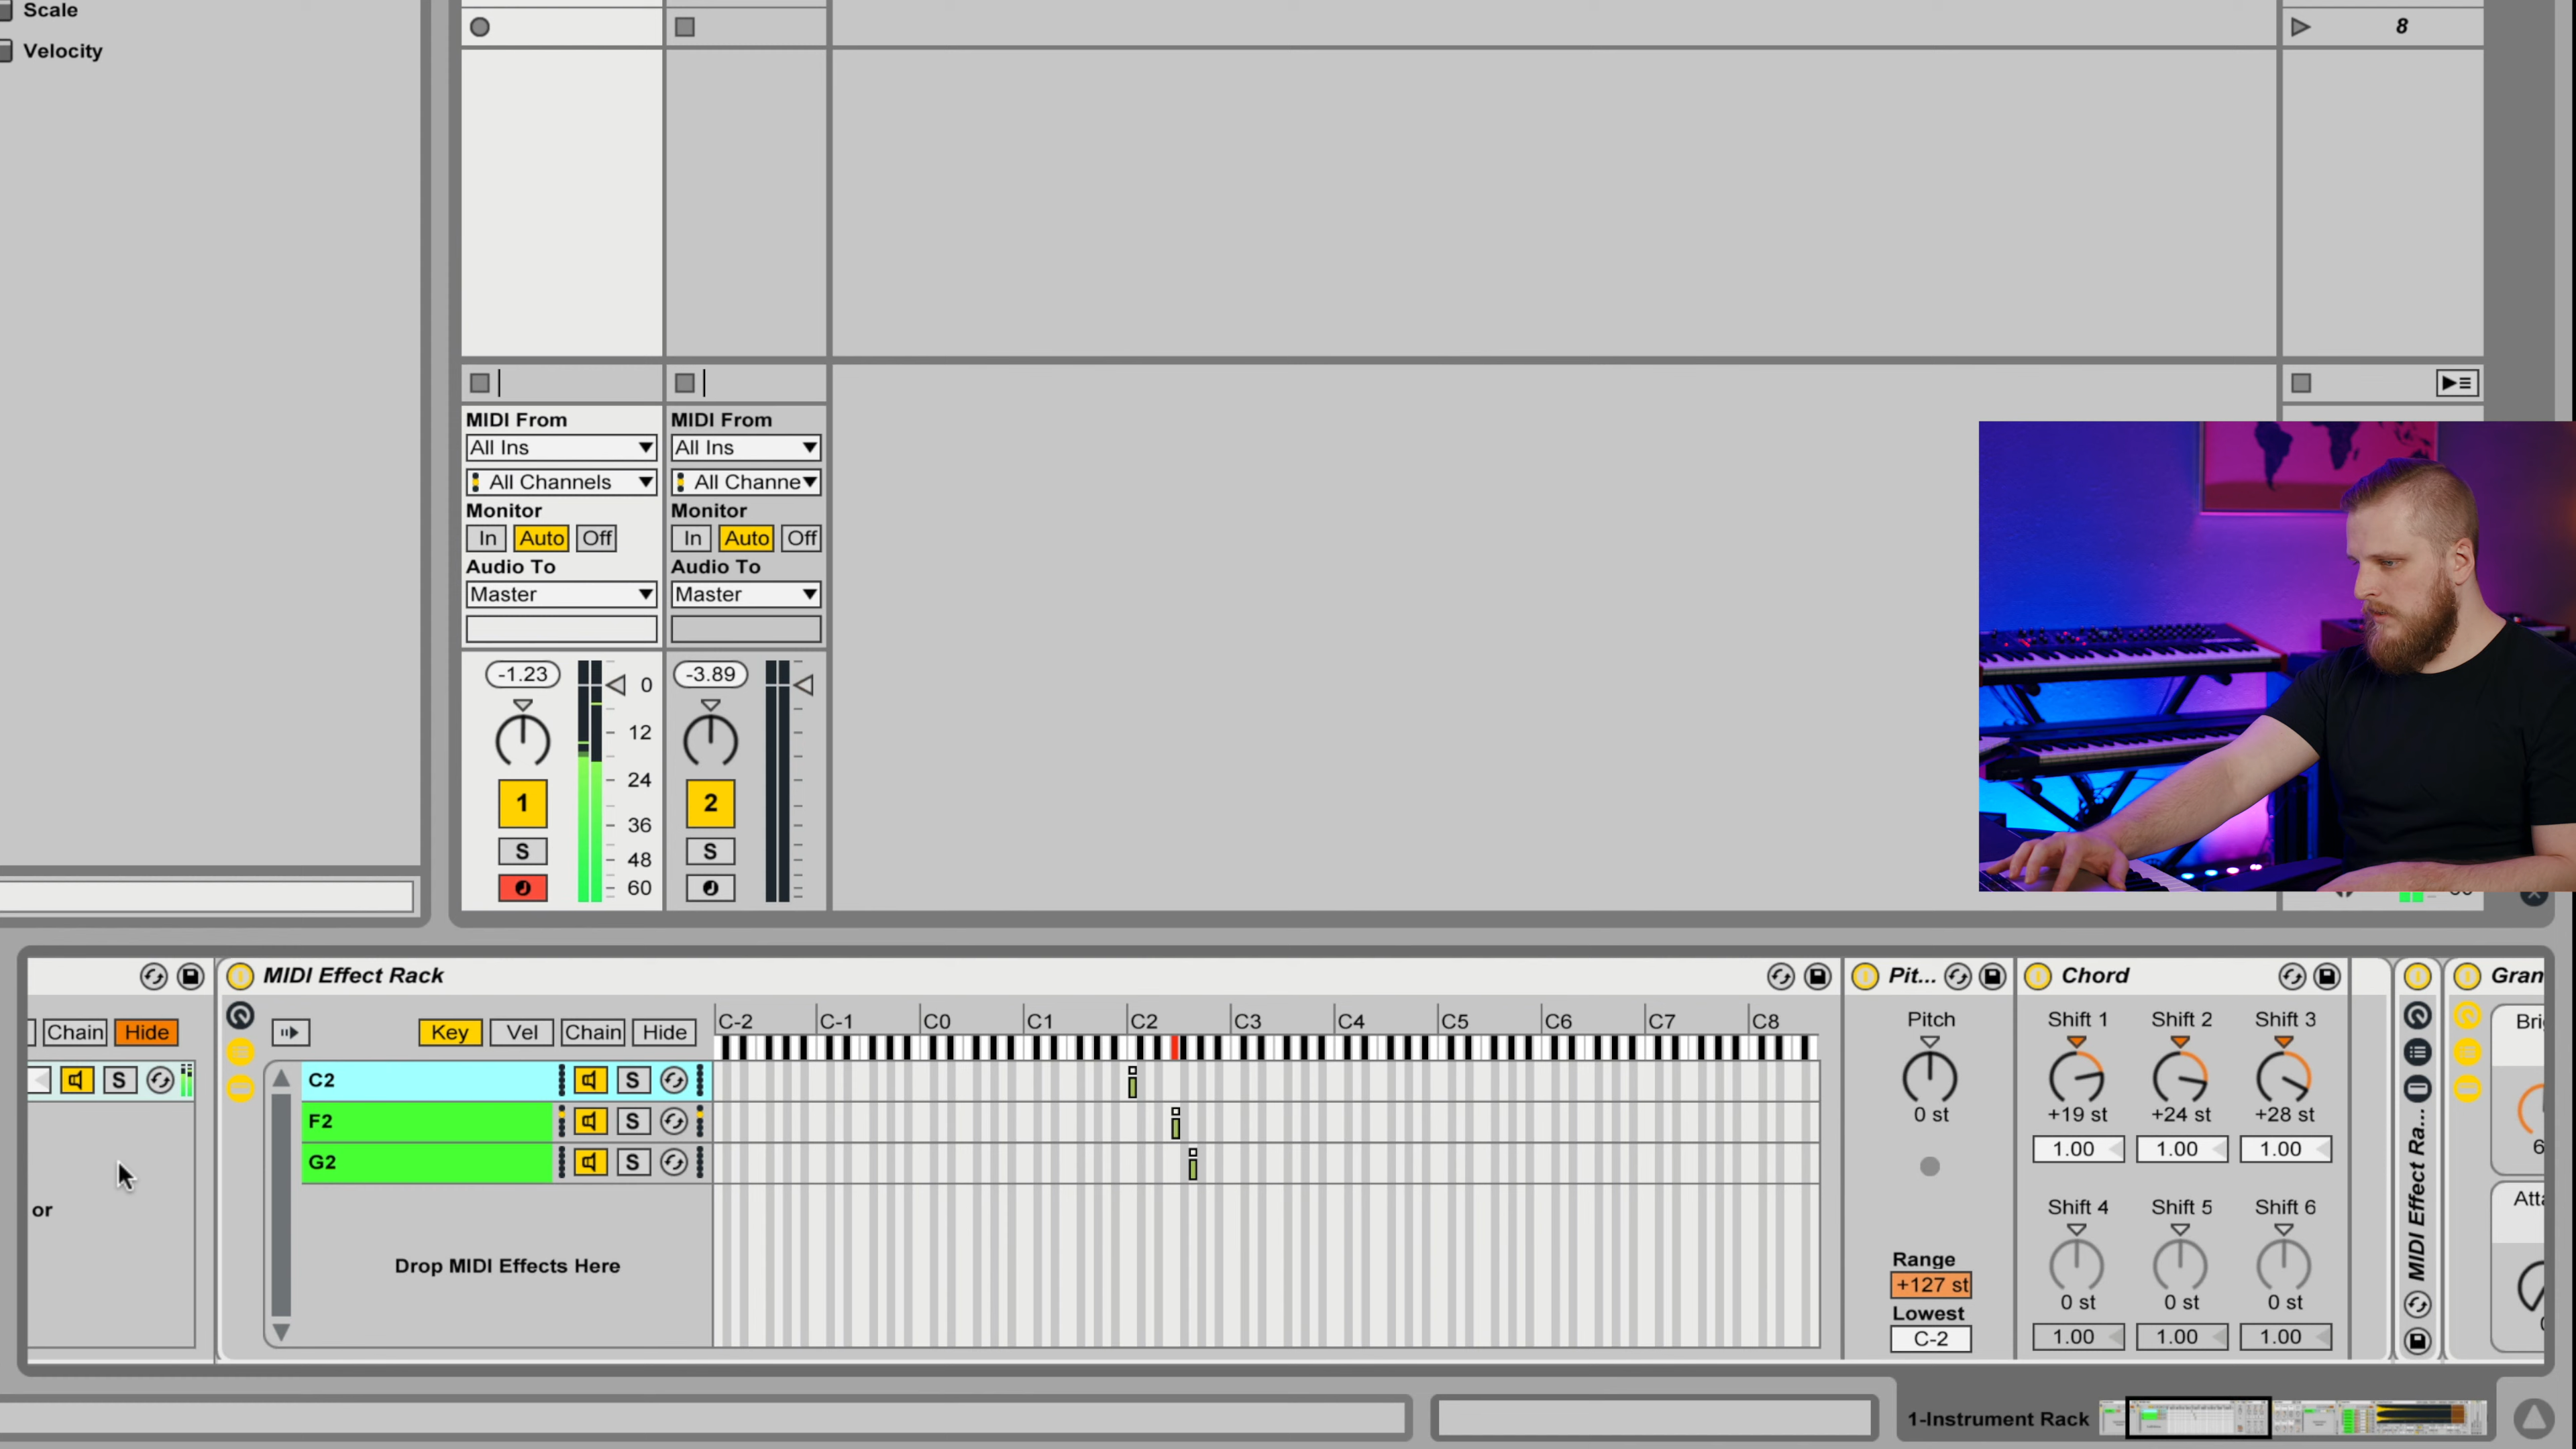 Scale
Velocity
8
MIDI From
MIDI From
All Ins
All Ins
All Channels
All Channe
Monitor
Monitor
In Auto Off
In Auto Off
Audio To
Audio To
Master
Master
-1.23
-3.89
0
12
24
36
48
60
1
2
S
S
MIDI Effect Rack
Pit...
Chord
Gran
Chain Hide
Key Vel Chain Hide
C-2 C-1 C0 C1 C2 C3 C4 C5 C6 C7 C8
S
C2 S
F2 S
G2 S
or
Drop MIDI Effects Here
Pitch
0 st
Range
+127 st
Lowest
C-2
Shift 1 Shift 2 Shift 3
+19 st +24 st +28 st
1.00 1.00 1.00
Shift 4 Shift 5 Shift 6
0 st 0 st 0 st
1.00 1.00 1.00
MIDI Effect Ra...
Bri
6
Atta
1-Instrument Rack